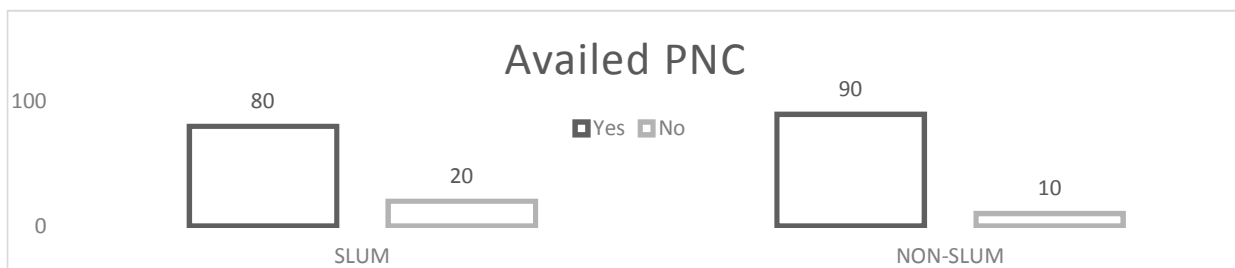 Availed PNC
100
80
90
Yes No
20
10
0
SLUM
NON-SLUM